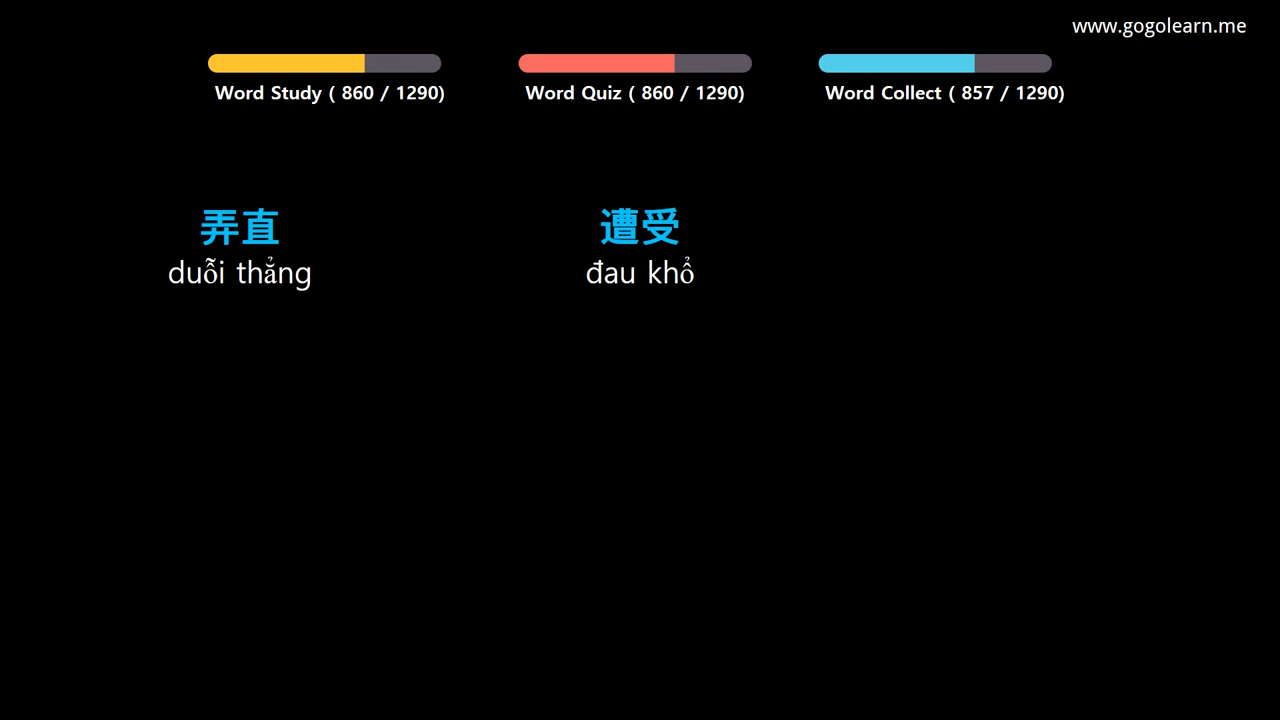 www.gogolearn.me
Word Study ( 860 / 1290)
Word Quiz ( 860 / 1290)
Word Collect ( 857 / 1290)
弄直
duỗi thẳng
遭受
đau khổ